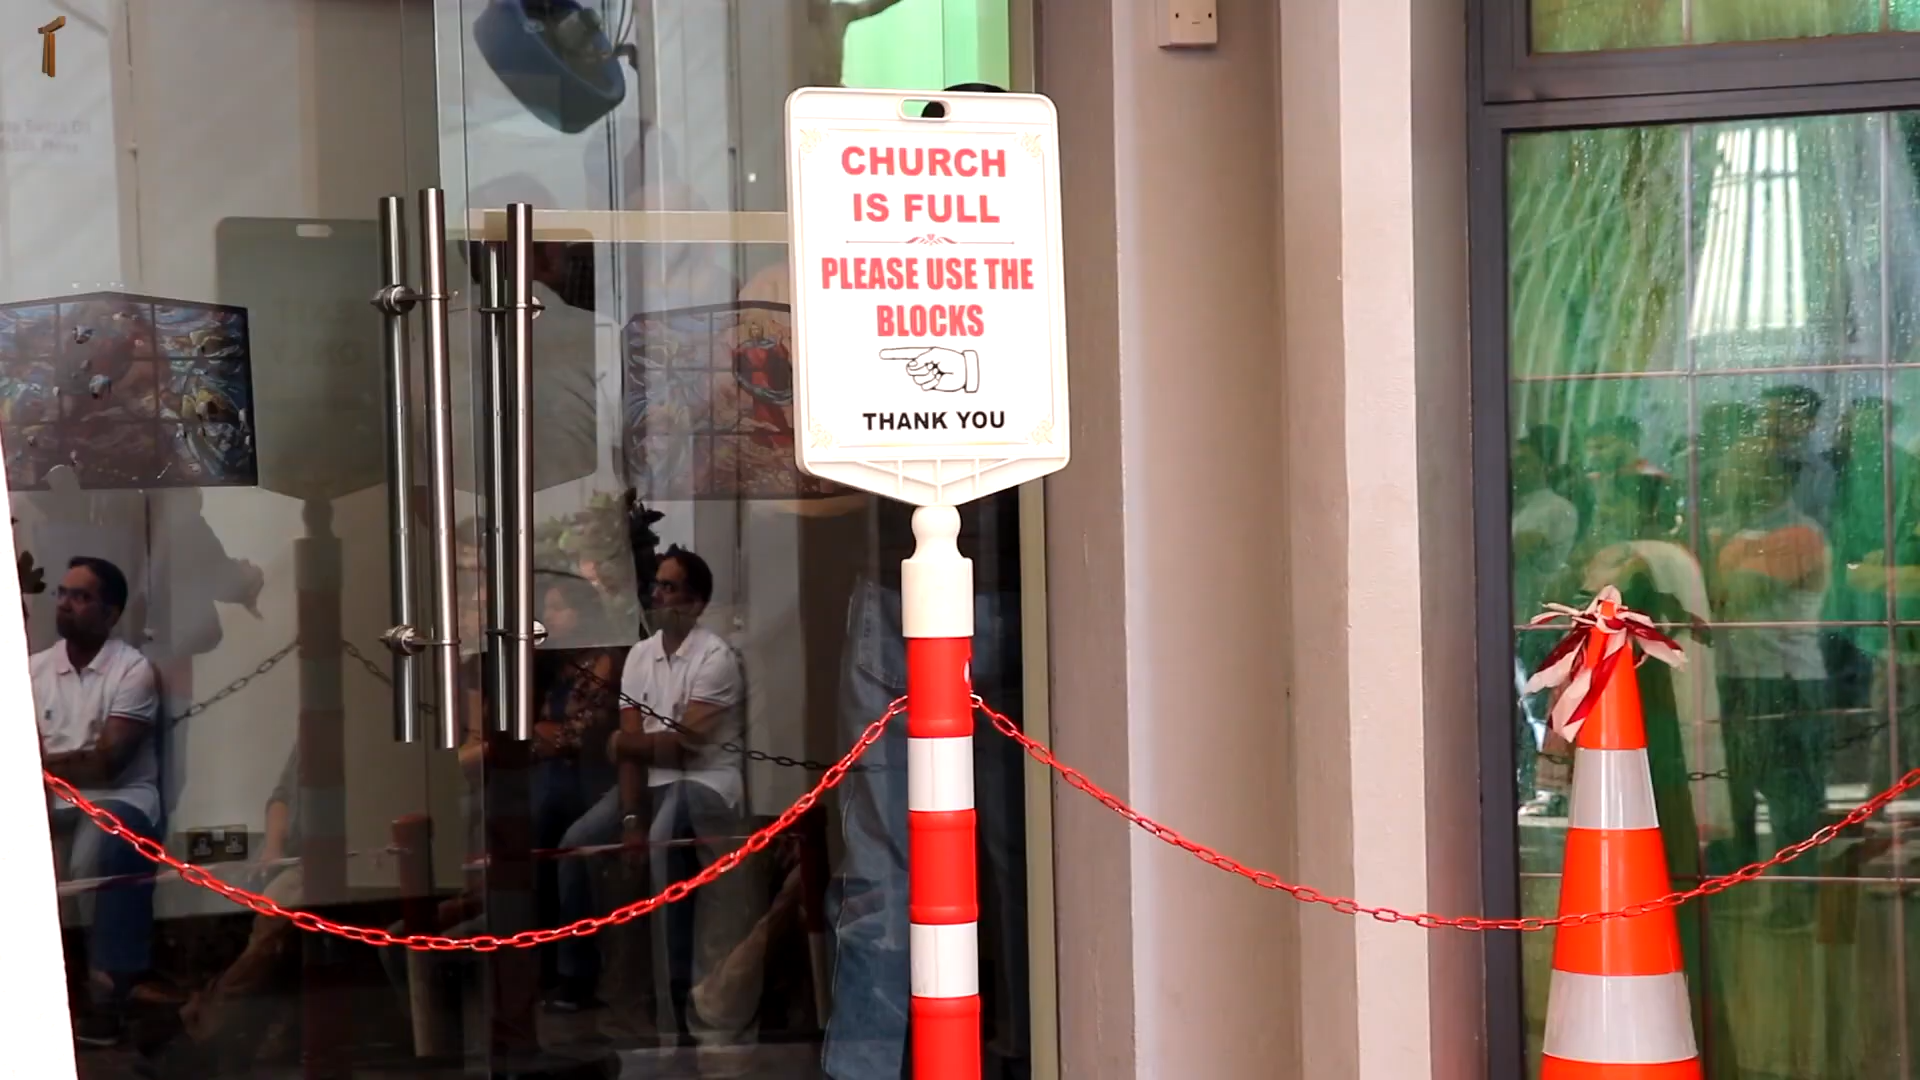 CHURCH
IS FULL
PLEASE USE THE
BLOCKS
THANK YOU